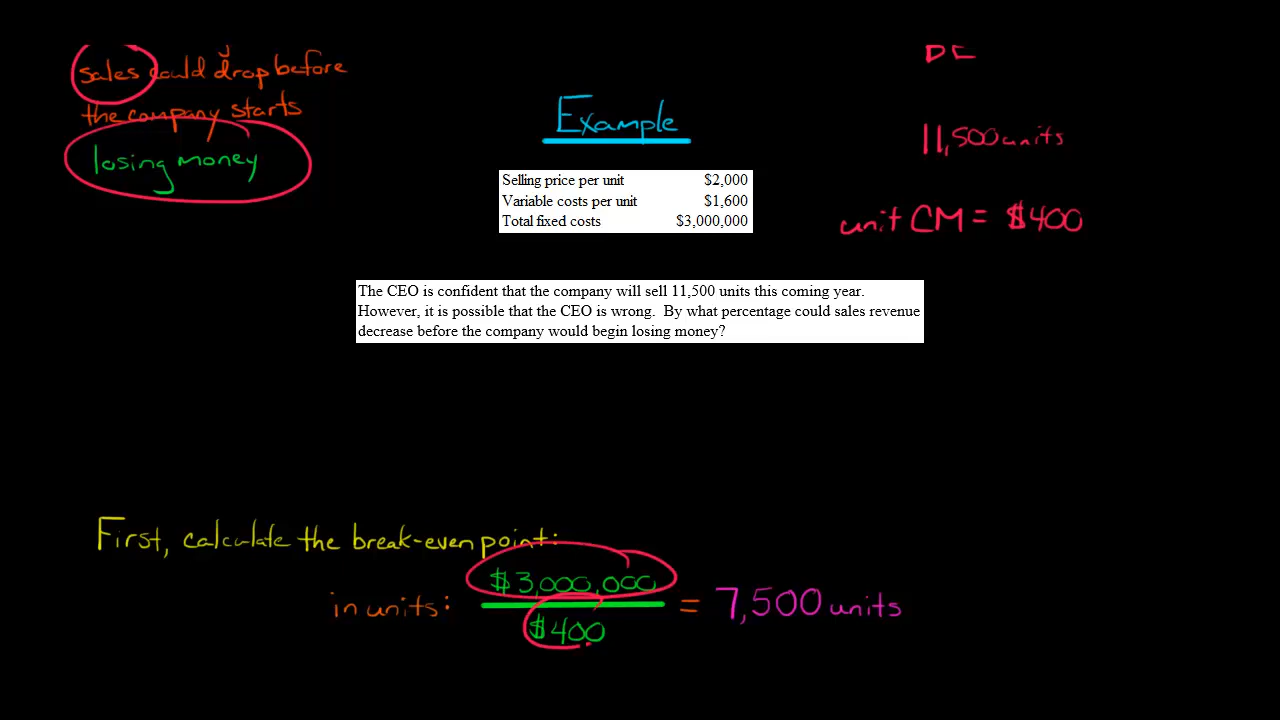 sales could drop before
the company starts
losing money
Example
Selling price per unit $2,000
Variable costs per unit $1,600
Total fixed costs $3,000,000
11,500 units
unit CM = $400
The CEO is confident that the company will sell 11,500 units this coming year.
However, it is possible that the CEO is wrong. By what percentage could sales revenue
decrease before the company would begin losing money?
First, calculate the break-even point:
in units: $3,000,000
$400
= 7,500 units